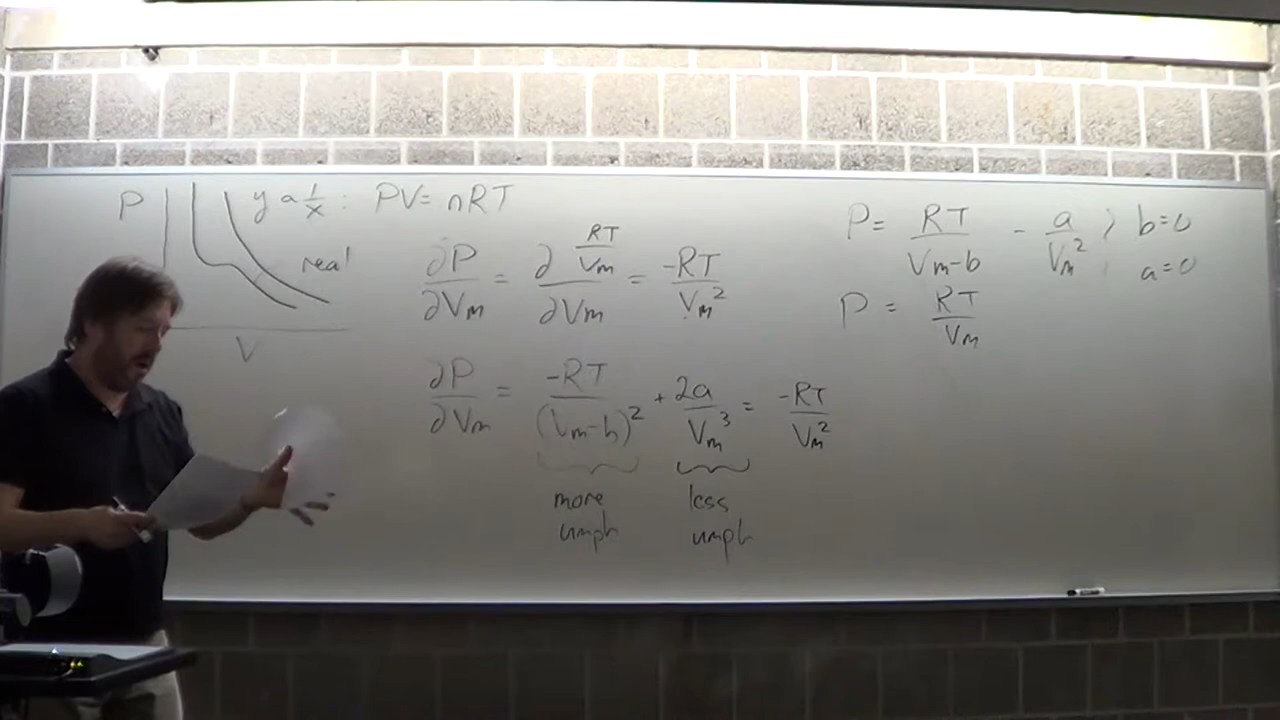 P
y α 1/x : PV = nRT
real
V
∂P/∂Vm = ∂ RT/Vm / ∂Vm = -RT/Vm²
∂P/∂Vm = -RT/(Vm-b)² + 2a/Vm³ = -RT/Vm²
more umph
less umph
P = RT/(Vm-b) - a/Vm² ; b=0
a=0
P = RT/Vm